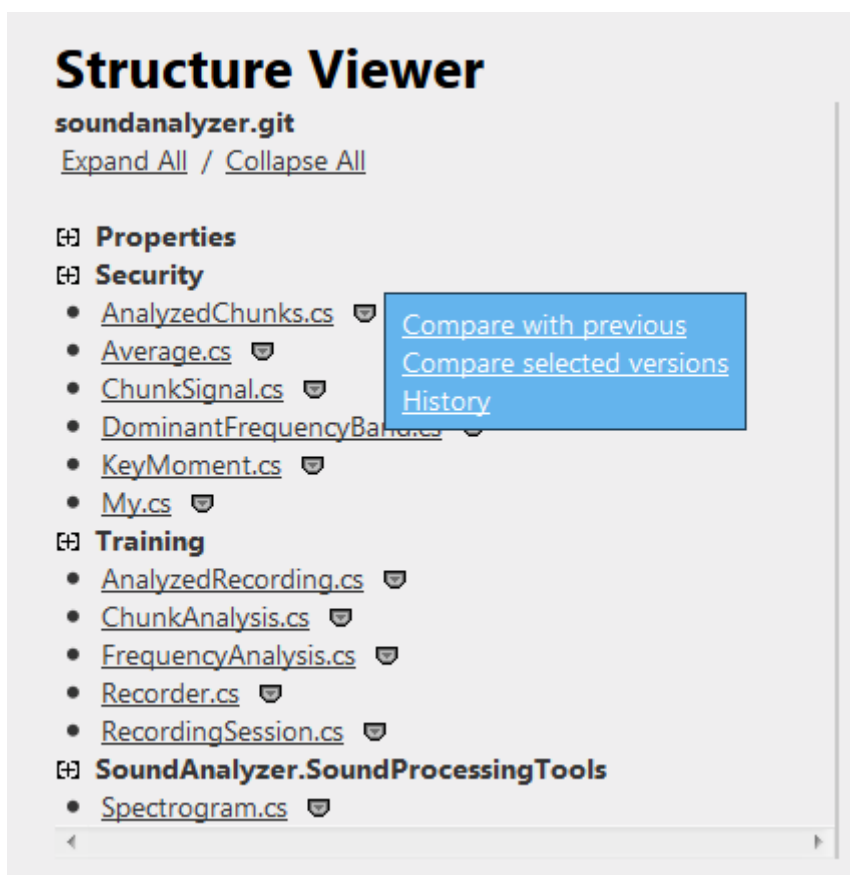 Structure Viewer
soundanalyzer.git
Expand All / Collapse All
Properties
Security
AnalyzedChunks.cs
Compare with previous
Compare selected versions
History
Average.cs
ChunkSignal.cs
DominantFrequencyBand.cs
KeyMoment.cs
My.cs
Training
AnalyzedRecording.cs
ChunkAnalysis.cs
FrequencyAnalysis.cs
Recorder.cs
RecordingSession.cs
SoundAnalyzer.SoundProcessingTools
Spectrogram.cs